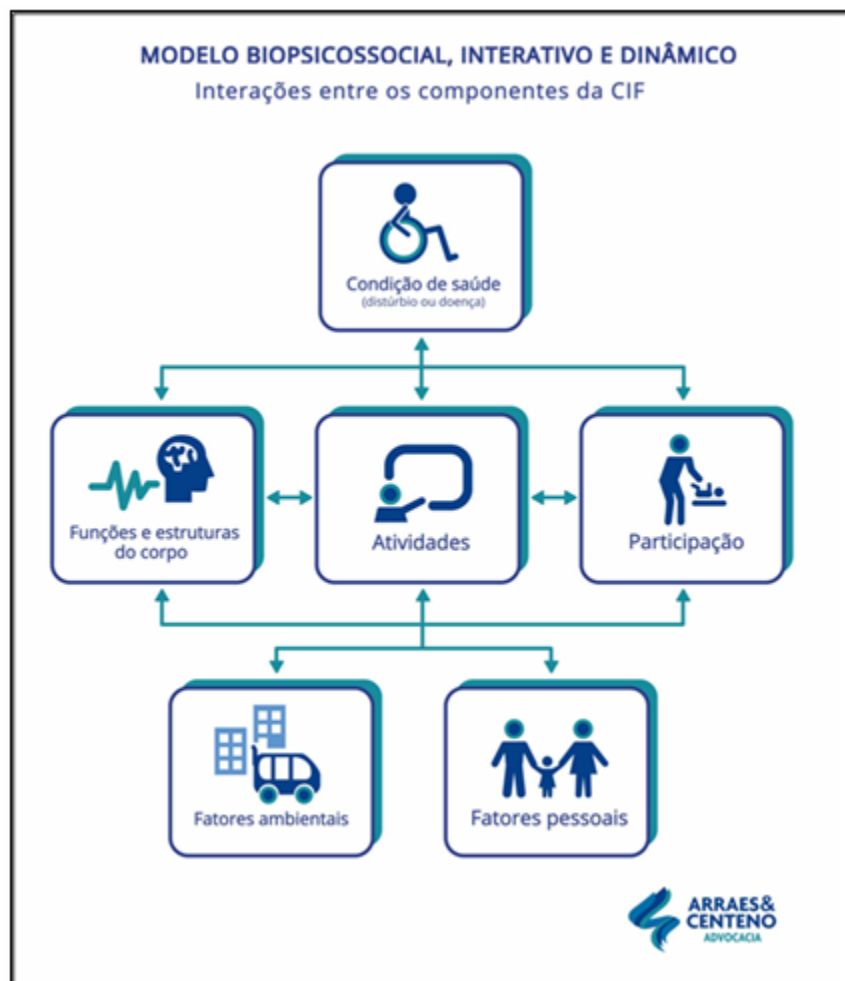 MODELO BIOPSICOSSOCIAL, INTERATIVO E DINÂMICO
Interações entre os componentes da CIF
Condição de saúde
(distúrbio ou doença)
Funções e estruturas
do corpo
Atividades
Participação
Fatores ambientais
Fatores pessoais
ARRAES&
CENTENO
ADVOCACIA